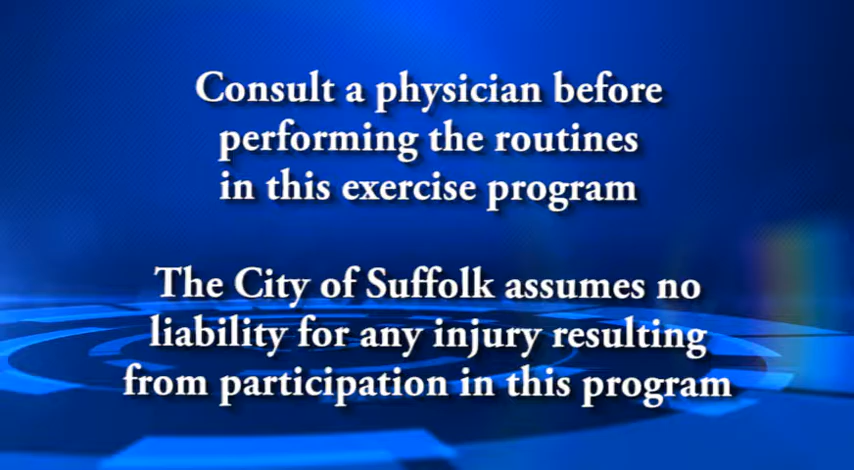 Consult a physician before
performing the routines
in this exercise program
The City of Suffolk assumes no
liability for any injury resulting
from participation in this program